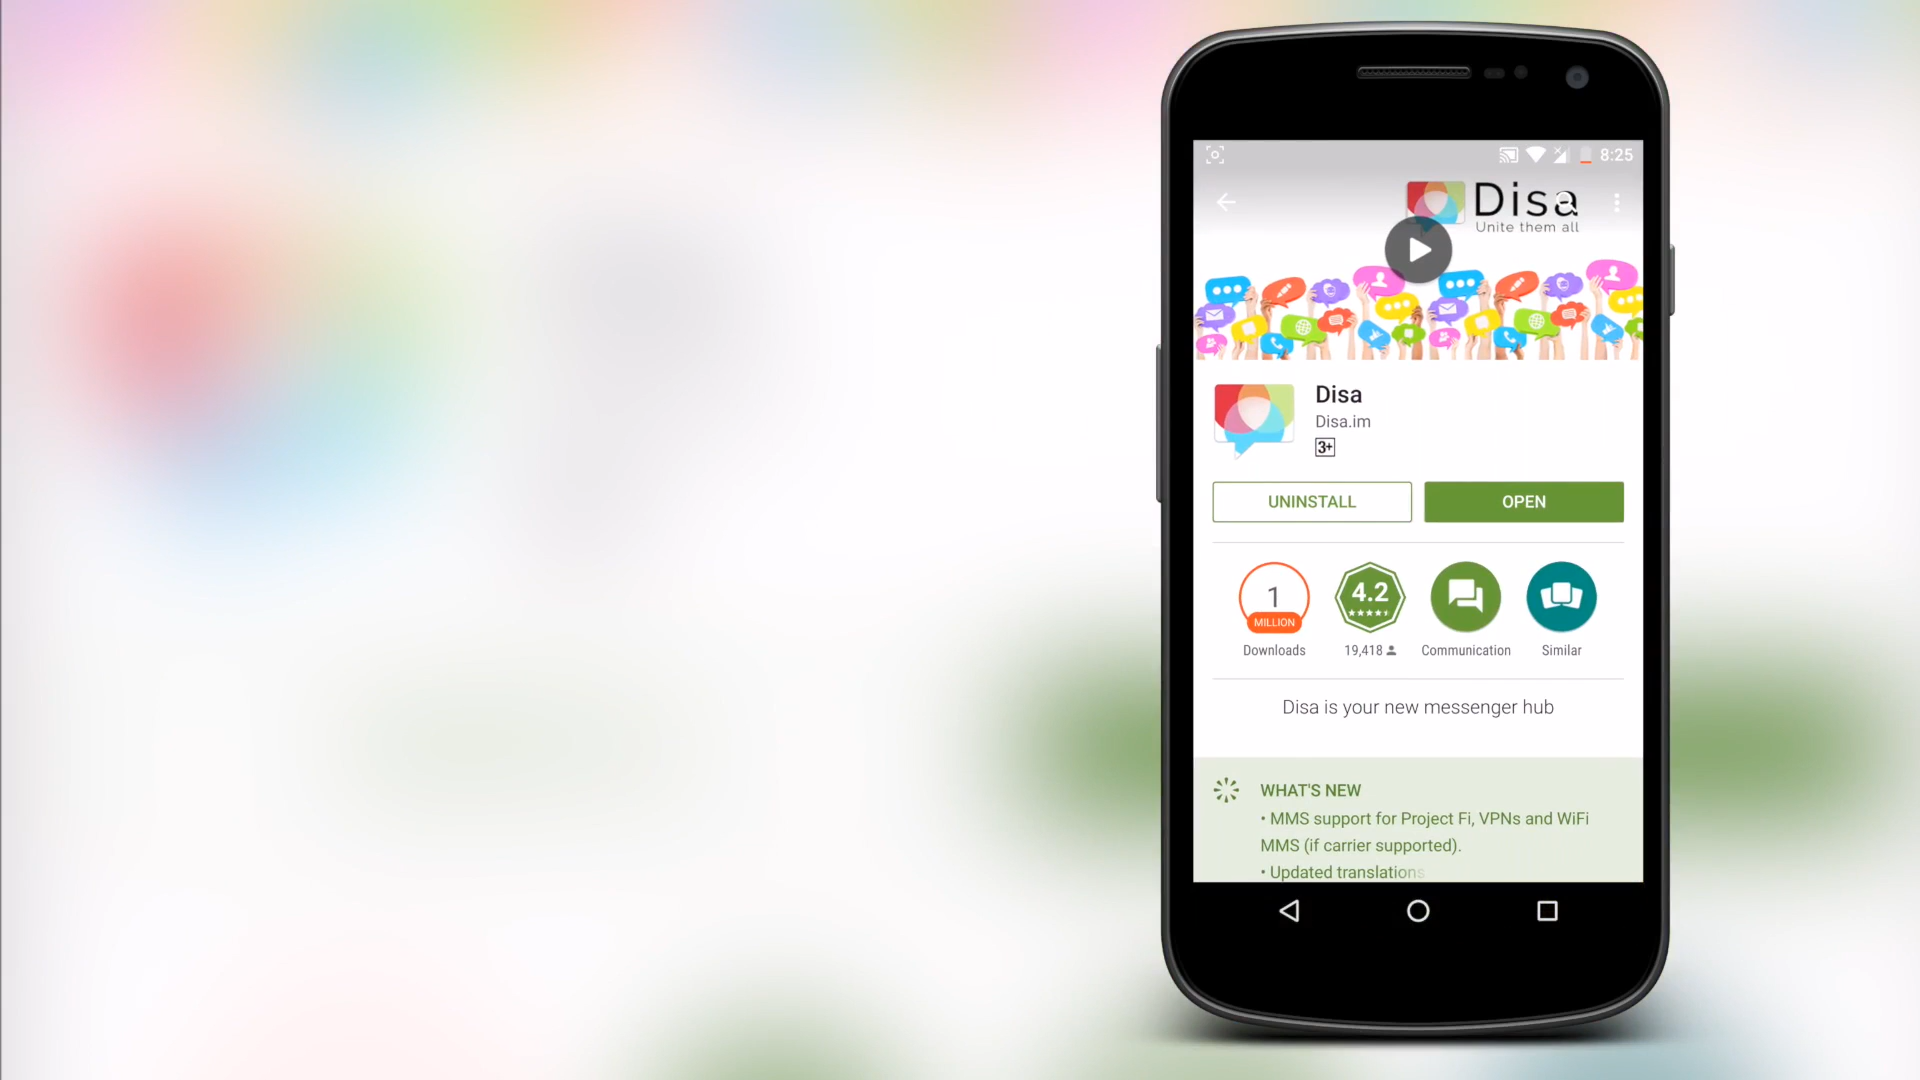 8:25
Disa
Unite them all
Disa
Disa.im
3+
UNINSTALL
OPEN
1
MILLION
4.2
Downloads
19,418
Communication
Similar
Disa is your new messenger hub
WHAT'S NEW
• MMS support for Project Fi, VPNs and WiFi
MMS (if carrier supported).
• Updated translations